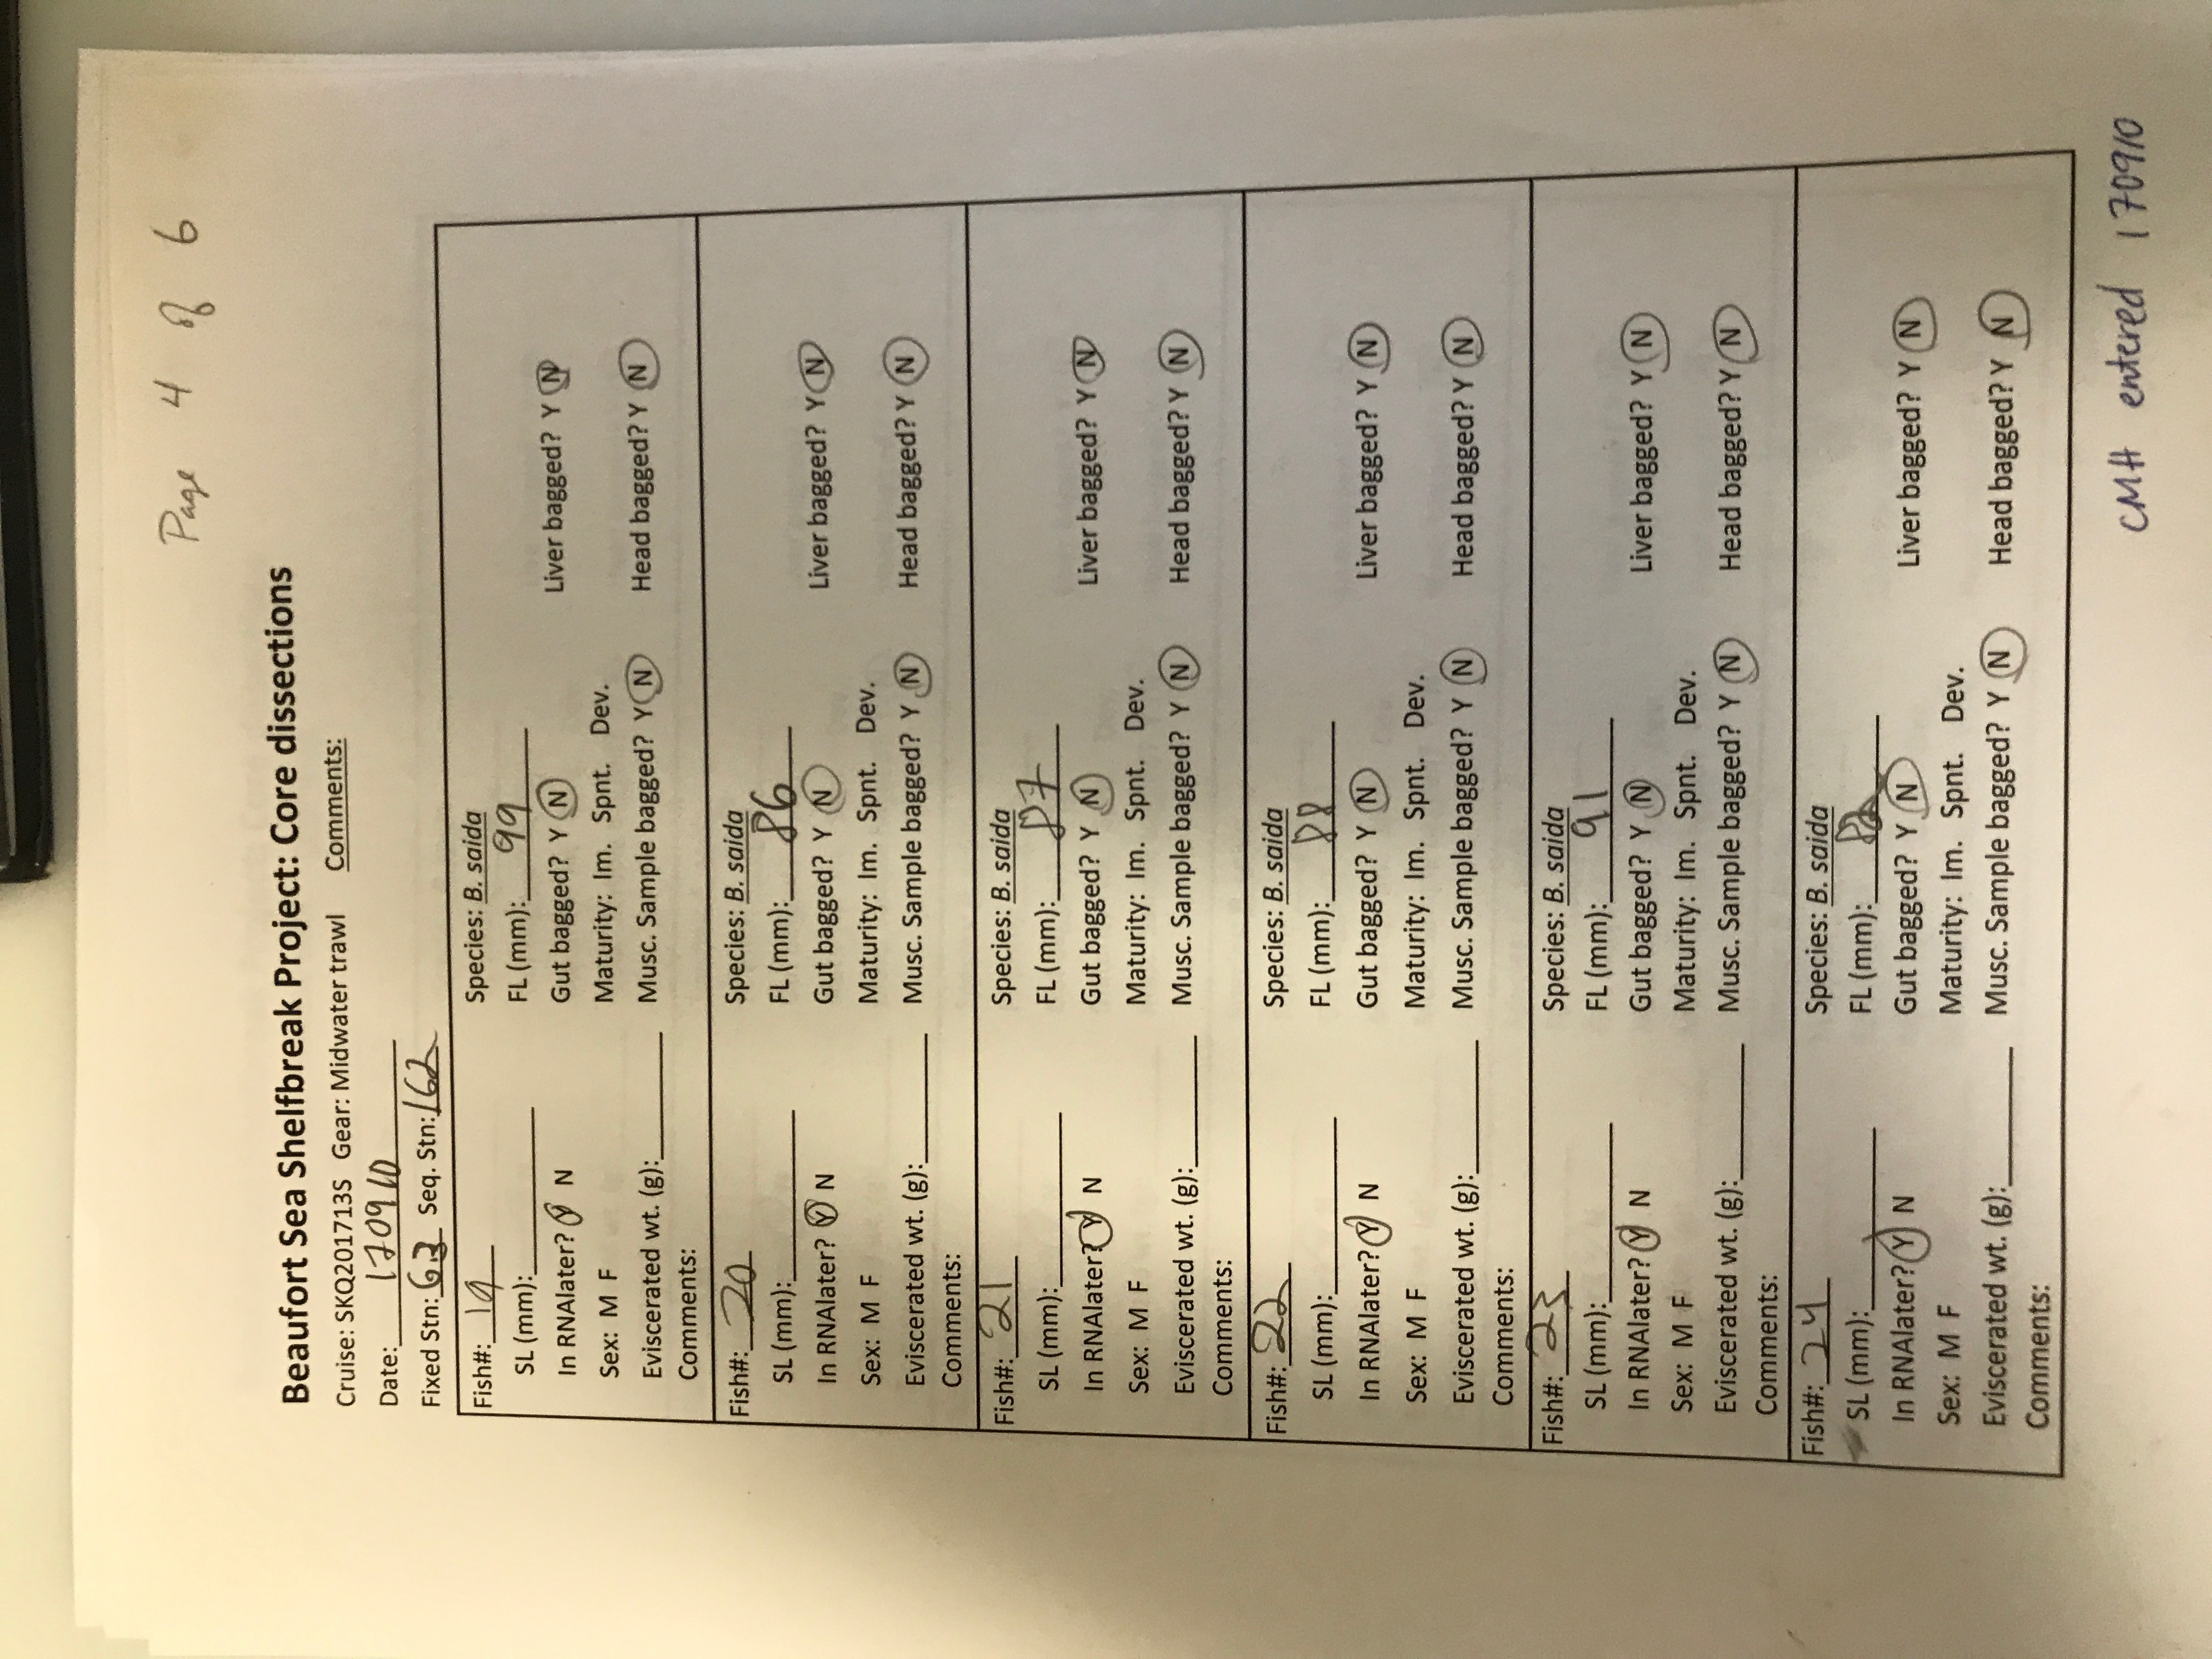 Page 4 of 6
Beaufort Sea Shelfbreak Project: Core dissections
Cruise: SKQ201713S Gear: Midwater trawl Comments:
Date: 170910
Fixed Stn: 63 Seq. Stn: 162
Fish#: 19 Species: B. saida
SL (mm): FL (mm): 99
In RNAlater? Y N Gut bagged? Y N Liver bagged? Y N
Sex: M F Maturity: Im. Spnt. Dev.
Eviscerated wt. (g): Musc. Sample bagged? Y N Head bagged? Y N
Comments:
Fish#: 20 Species: B. saida
SL (mm): FL (mm): 86
In RNAlater? Y N Gut bagged? Y N Liver bagged? Y N
Sex: M F Maturity: Im. Spnt. Dev.
Eviscerated wt. (g): Musc. Sample bagged? Y N Head bagged? Y N
Comments:
Fish#: 21 Species: B. saida
SL (mm): FL (mm): 87
In RNAlater? Y N Gut bagged? Y N Liver bagged? Y N
Sex: M F Maturity: Im. Spnt. Dev.
Eviscerated wt. (g): Musc. Sample bagged? Y N Head bagged? Y N
Comments:
Fish#: 22 Species: B. saida
SL (mm): FL (mm): 88
In RNAlater? Y N Gut bagged? Y N Liver bagged? Y N
Sex: M F Maturity: Im. Spnt. Dev.
Eviscerated wt. (g): Musc. Sample bagged? Y N Head bagged? Y N
Comments:
Fish#: 23 Species: B. saida
SL (mm): FL (mm): 91
In RNAlater? Y N Gut bagged? Y N Liver bagged? Y N
Sex: M F Maturity: Im. Spnt. Dev.
Eviscerated wt. (g): Musc. Sample bagged? Y N Head bagged? Y N
Comments:
Fish#: 24 Species: B. saida
SL (mm): FL (mm):
In RNAlater? Y N Gut bagged? Y N Liver bagged? Y N
Sex: M F Maturity: Im. Spnt. Dev.
Eviscerated wt. (g): Musc. Sample bagged? Y N Head bagged? Y N
Comments:
CMH entered 170910